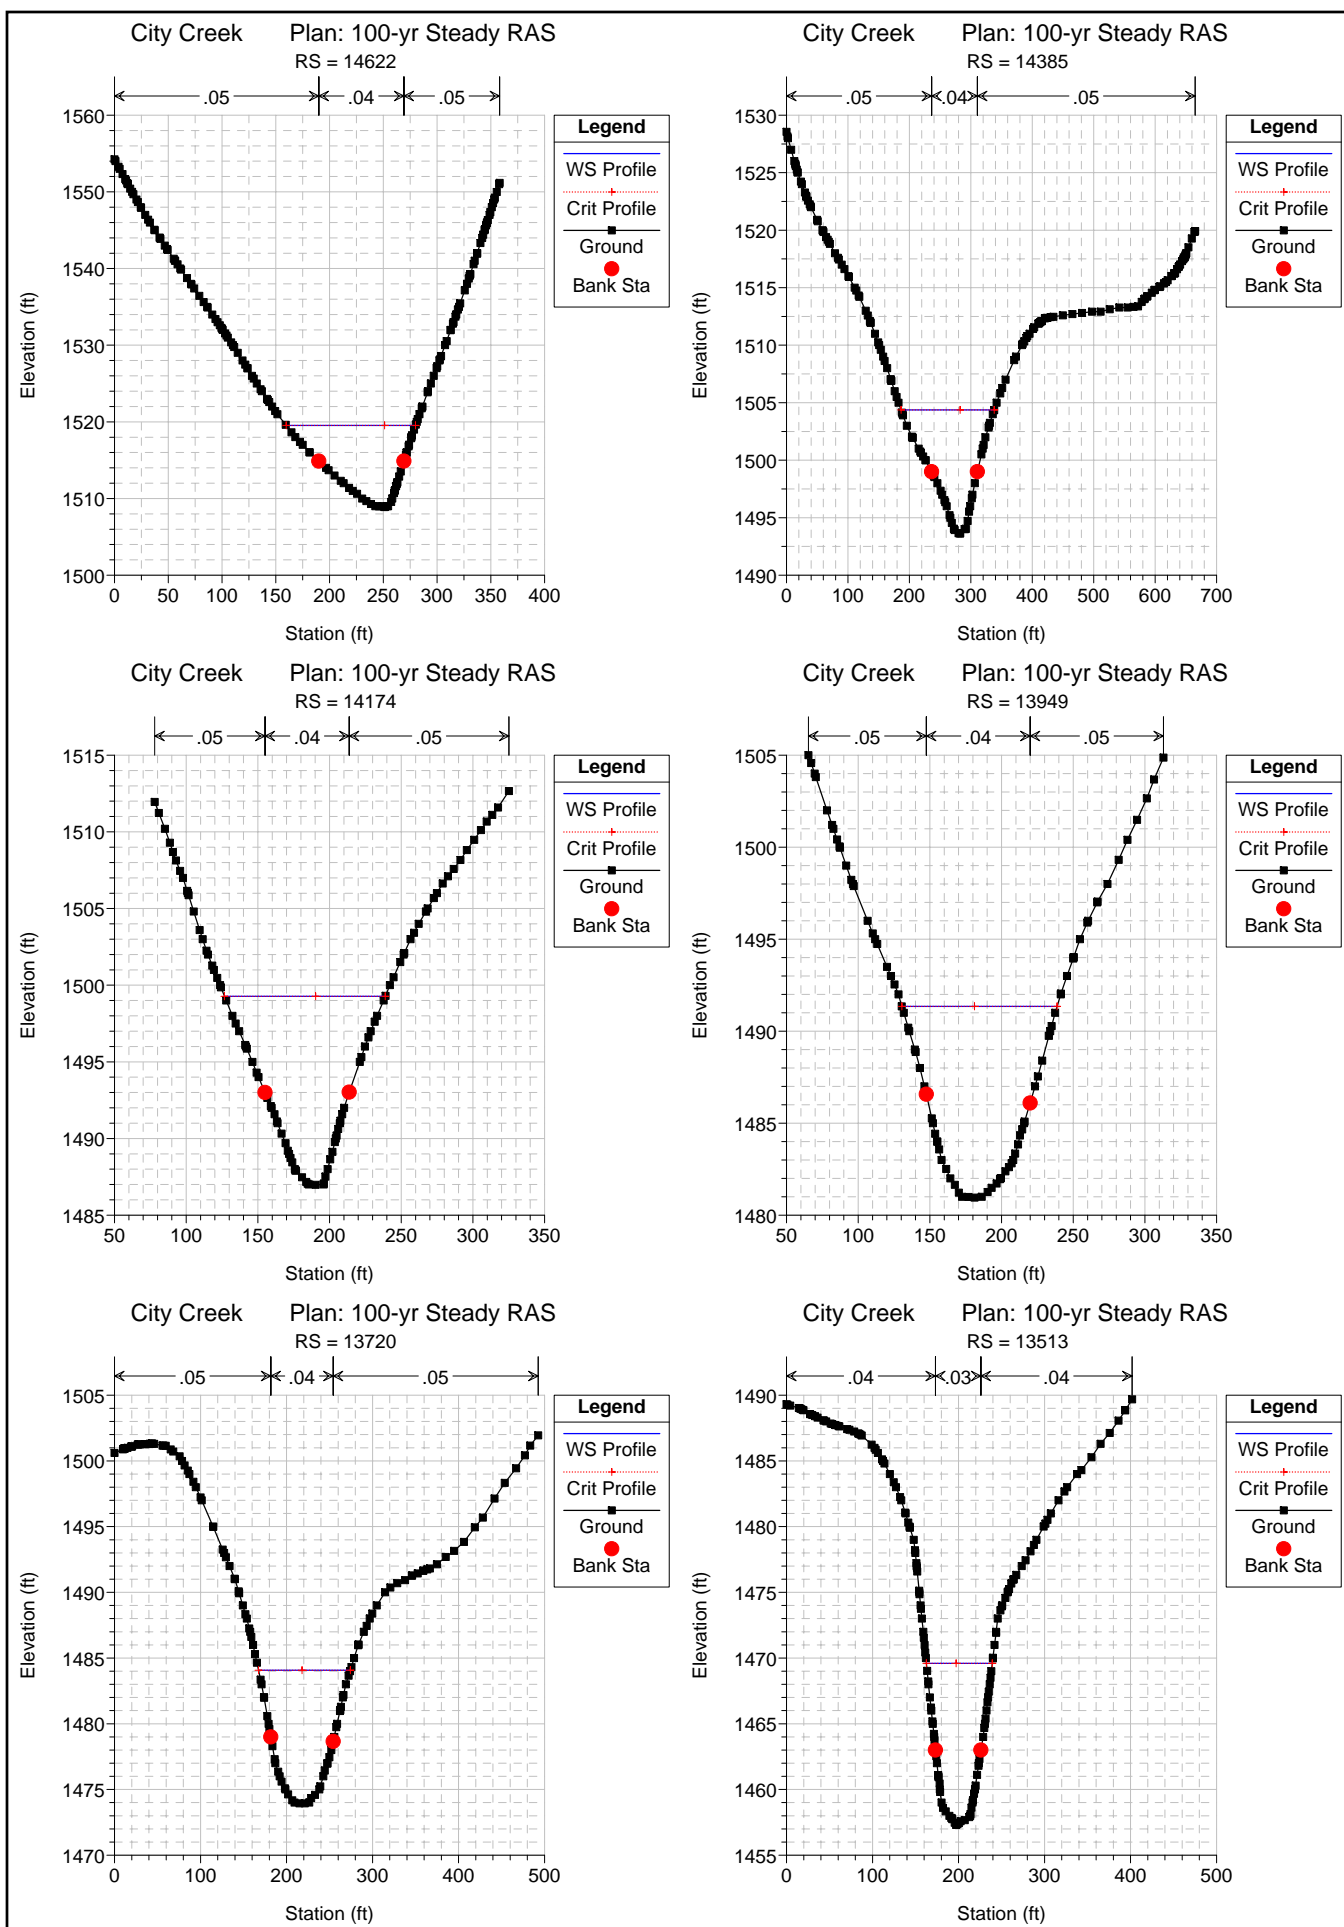 City Creek Plan: 100-yr Steady RAS
RS = 14622
.05 .04 .05
1560
1550
1540
1530
1520
1510
1500
Elevation (ft)
0 50 100 150 200 250 300 350 400
Station (ft)
Legend
WS Profile
Crit Profile
Ground
Bank Sta
City Creek Plan: 100-yr Steady RAS
RS = 14385
.05 .04 .05
1530
1525
1520
1515
1510
1505
1500
1495
1490
Elevation (ft)
0 100 200 300 400 500 600 700
Station (ft)
Legend
WS Profile
Crit Profile
Ground
Bank Sta
City Creek Plan: 100-yr Steady RAS
RS = 14174
.05 .04 .05
1515
1510
1505
1500
1495
1490
1485
Elevation (ft)
50 100 150 200 250 300 350
Station (ft)
Legend
WS Profile
Crit Profile
Ground
Bank Sta
City Creek Plan: 100-yr Steady RAS
RS = 13949
.05 .04 .05
1505
1500
1495
1490
1485
1480
Elevation (ft)
50 100 150 200 250 300 350
Station (ft)
Legend
WS Profile
Crit Profile
Ground
Bank Sta
City Creek Plan: 100-yr Steady RAS
RS = 13720
.05 .04 .05
1505
1500
1495
1490
1485
1480
1475
1470
Elevation (ft)
0 100 200 300 400 500
Station (ft)
Legend
WS Profile
Crit Profile
Ground
Bank Sta
City Creek Plan: 100-yr Steady RAS
RS = 13513
.04 .03 .04
1490
1485
1480
1475
1470
1465
1460
1455
Elevation (ft)
0 100 200 300 400 500
Station (ft)
Legend
WS Profile
Crit Profile
Ground
Bank Sta